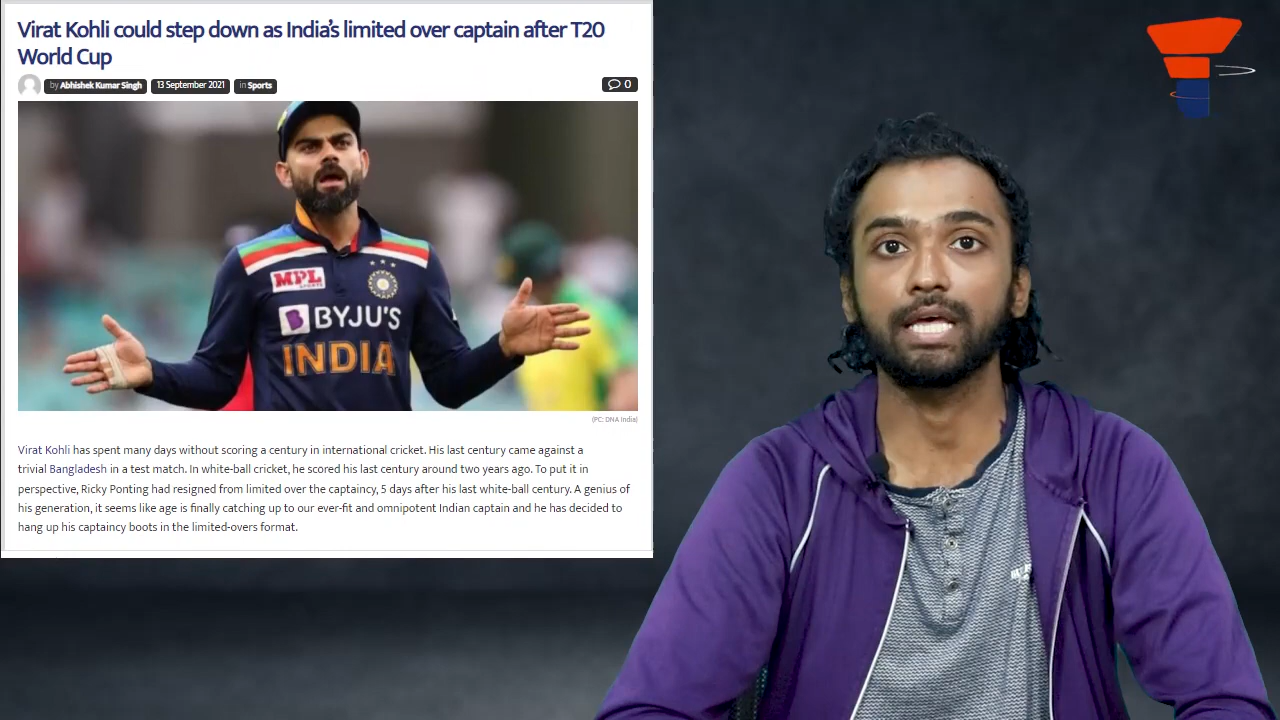 Virat Kohli could step down as India's limited over captain after T20
World Cup
by Abhishek Kumar Singh 13 September 2021 in Sports 0
MPL
SPORTS
BYJU'S
INDIA
(PC: DNA India)
Virat Kohli has spent many days without scoring a century in international cricket. His last century came against a
trivial Bangladesh in a test match. In white-ball cricket, he scored his last century around two years ago. To put it in
perspective, Ricky Ponting had resigned from limited over the captaincy, 5 days after his last white-ball century. A genius of
his generation, it seems like age is finally catching up to our ever-fit and omnipotent Indian captain and he has decided to
hang up his captaincy boots in the limited-overs format.